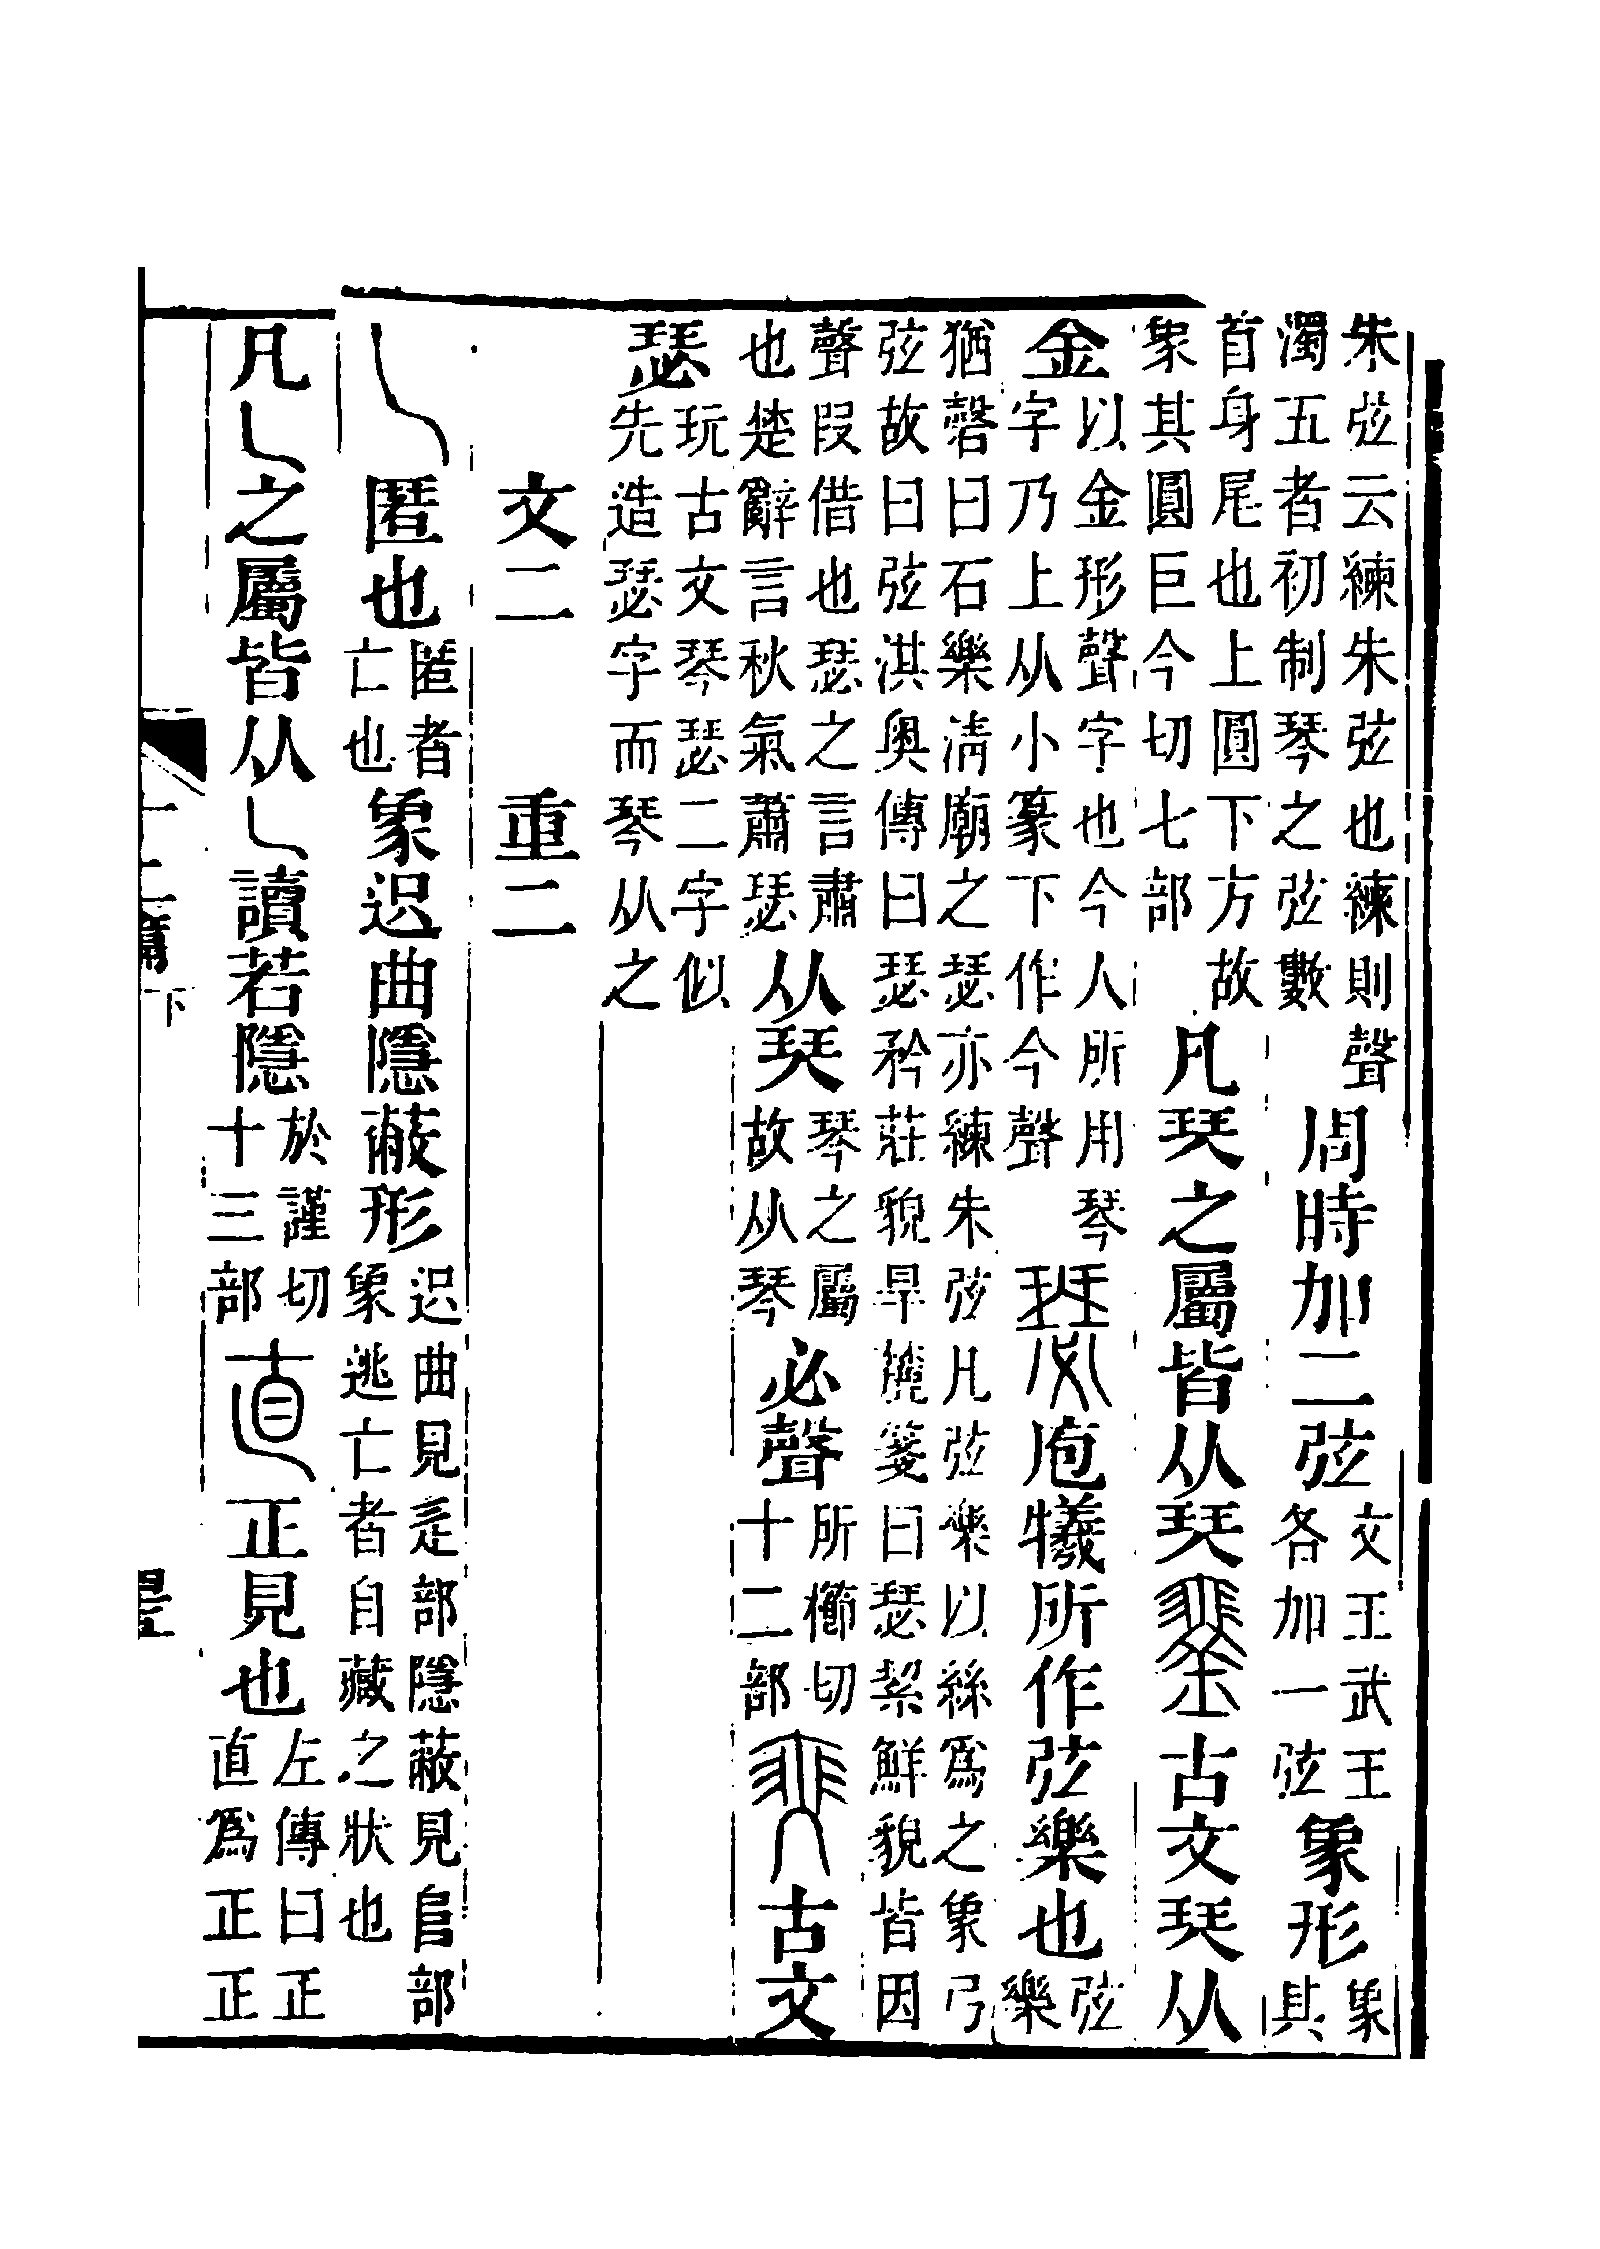 朱弦云練朱弦也練則聲
濁五者初制琴之弦數
周時加二弦
文王武王
各加一弦
象形
象
其
首身尾也上圓下方故
象其圓巨今切七部
凡珡之屬皆从珡
古文珡从
金
以金形聲字也今人所用琴
字乃上从小篆下作今聲
庖犧所作弦樂也
弦
樂
猶磬曰石樂清廟之瑟亦練朱弦凡弦樂以絲爲之象弓
弦故曰弦淇奧傳曰瑟矜莊貌旱麓箋曰瑟絜鮮貌皆因
聲叚借也瑟之言肅
也楚辭言秋氣蕭瑟
从珡
琴之屬
故从琴
必聲
所櫛切
十二部
古文
瑟
玩古文琴瑟二字似
先造瑟字而琴从之
文二 重二
乚
匿也
匿者
亡也
象迟曲隱蔽形
迟曲見辵部隱蔽見𨸏部
象逃亡者自藏之狀也
凡乚之屬皆从乚讀若隱
於謹切
十三部
直
正見也
左傳曰正
直爲正正